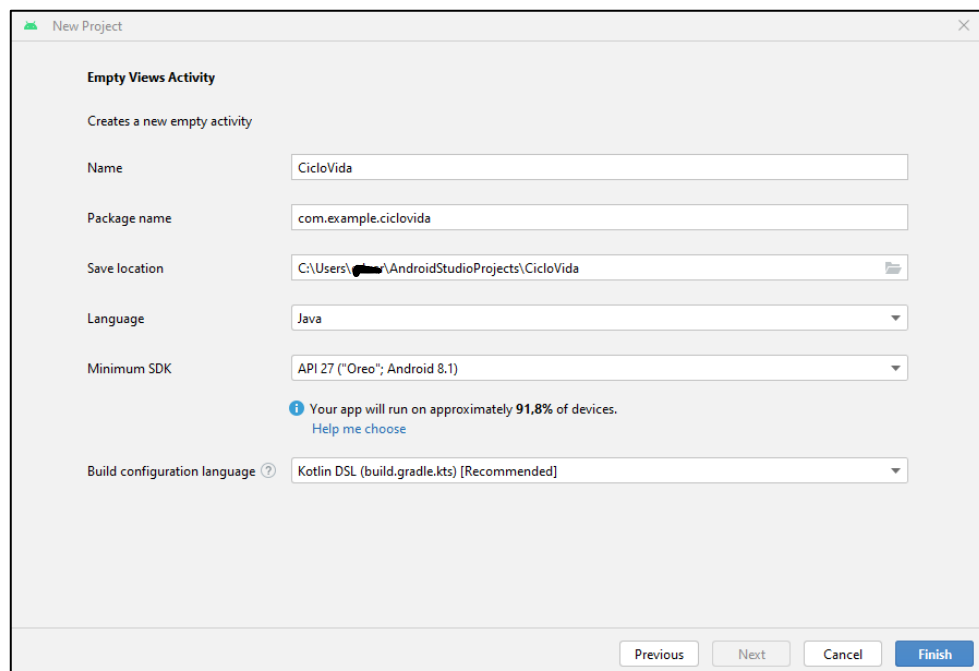 New Project
Empty Views Activity
Creates a new empty activity
Name CicloVida
Package name com.example.ciclovida
Save location C:\Users\ \AndroidStudioProjects\CicloVida
Language Java
Minimum SDK API 27 ("Oreo"; Android 8.1)
Your app will run on approximately 91,8% of devices.
Help me choose
Build configuration language ? Kotlin DSL (build.gradle.kts) [Recommended]
Previous Next Cancel Finish